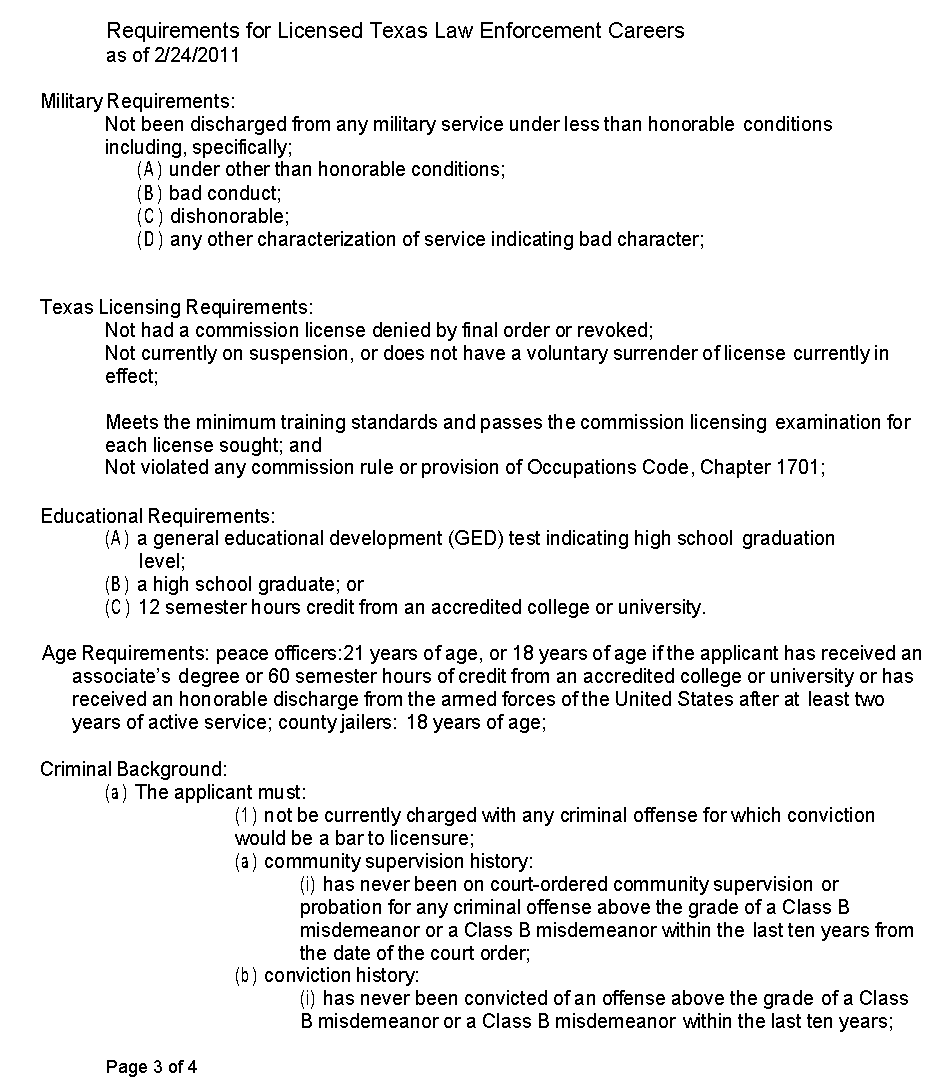 Requirements for Licensed Texas Law Enforcement Careers
as of 2/24/2011
Military Requirements:
Not been discharged from any military service under less than honorable conditions
including, specifically;
(A) under other than honorable conditions;
(B) bad conduct;
(C) dishonorable;
(D) any other characterization of service indicating bad character;
Texas Licensing Requirements:
Not had a commission license denied by final order or revoked;
Not currently on suspension, or does not have a voluntary surrender of license currently in
effect;
Meets the minimum training standards and passes the commission licensing examination for
each license sought; and
Not violated any commission rule or provision of Occupations Code, Chapter 1701;
Educational Requirements:
(A) a general educational development (GED) test indicating high school graduation
level;
(B) a high school graduate; or
(C) 12 semester hours credit from an accredited college or university.
Age Requirements: peace officers:21 years of age, or 18 years of age if the applicant has received an
associate's degree or 60 semester hours of credit from an accredited college or university or has
received an honorable discharge from the armed forces of the United States after at least two
years of active service; county jailers: 18 years of age;
Criminal Background:
(a) The applicant must:
(1) not be currently charged with any criminal offense for which conviction
would be a bar to licensure;
(a) community supervision history:
(i) has never been on court-ordered community supervision or
probation for any criminal offense above the grade of a Class B
misdemeanor or a Class B misdemeanor within the last ten years from
the date of the court order;
(b) conviction history:
(i) has never been convicted of an offense above the grade of a Class
B misdemeanor or a Class B misdemeanor within the last ten years;
Page 3 of 4